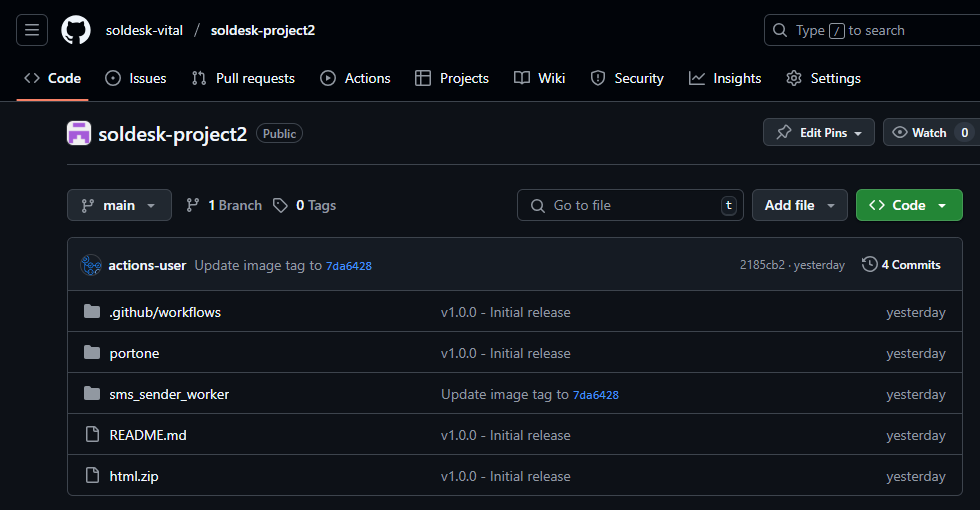 soldesk-vital / soldesk-project2 Type / to search
Code Issues Pull requests Actions Projects Wiki Security Insights Settings
soldesk-project2 Public Edit Pins Watch 0
main 1 Branch 0 Tags Go to file t Add file Code
actions-user Update image tag to 7da6428 2185cb2 · yesterday 4 Commits
.github/workflows v1.0.0 - Initial release yesterday
portone v1.0.0 - Initial release yesterday
sms_sender_worker Update image tag to 7da6428 yesterday
README.md v1.0.0 - Initial release yesterday
html.zip v1.0.0 - Initial release yesterday